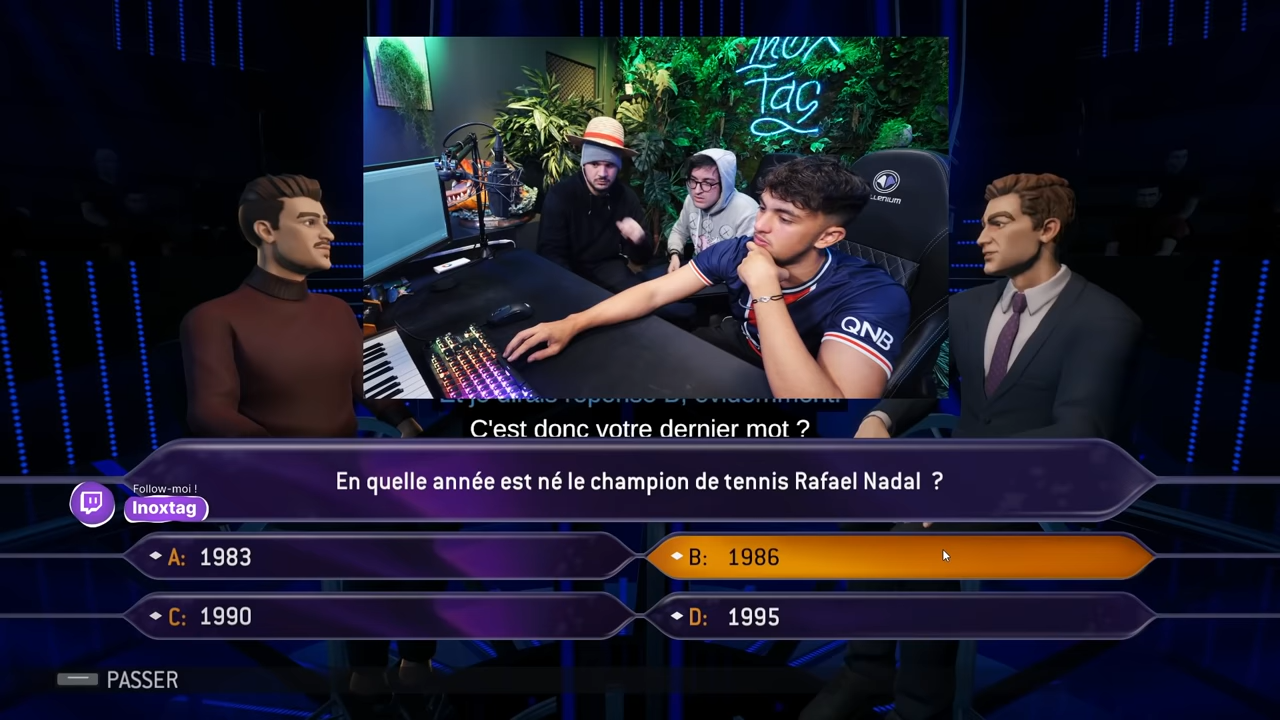 Inox
Tag
QNB
C'est donc votre dernier mot ?
En quelle année est né le champion de tennis Rafael Nadal ?
Follow-moi !
Inoxtag
A: 1983
B: 1986
C: 1990
D: 1995
PASSER